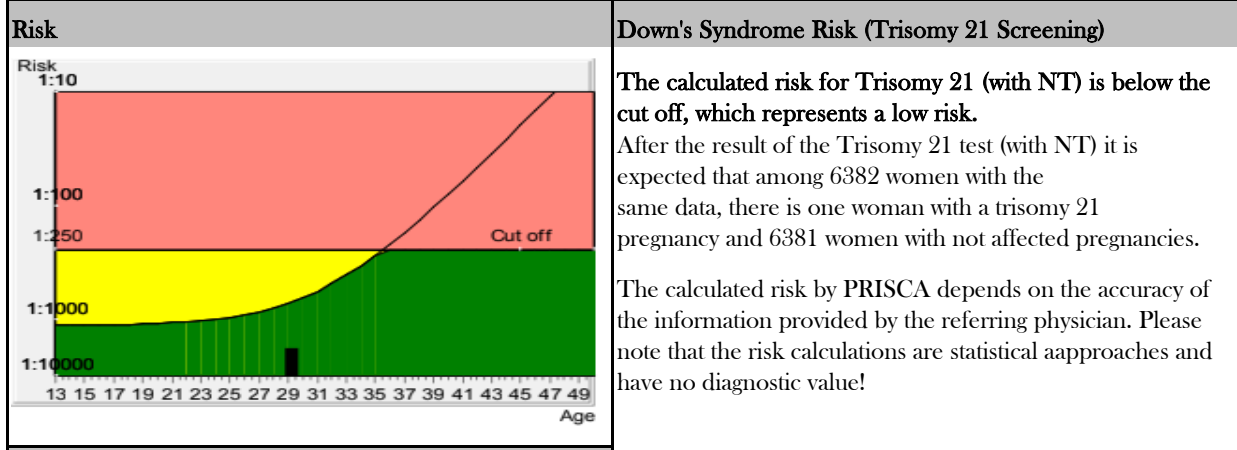 Risk
Down's Syndrome Risk (Trisomy 21 Screening)
Risk
1:10
1:100
1:250
Cut off
1:1000
1:10000
13 15 17 19 21 23 25 27 29 31 33 35 37 39 41 43 45 47 49
Age
The calculated risk for Trisomy 21 (with NT) is below the
cut off, which represents a low risk.
After the result of the Trisomy 21 test (with NT) it is
expected that among 6382 women with the
same data, there is one woman with a trisomy 21
pregnancy and 6381 women with not affected pregnancies.
The calculated risk by PRISCA depends on the accuracy of
the information provided by the referring physician. Please
note that the risk calculations are statistical aapproaches and
have no diagnostic value!